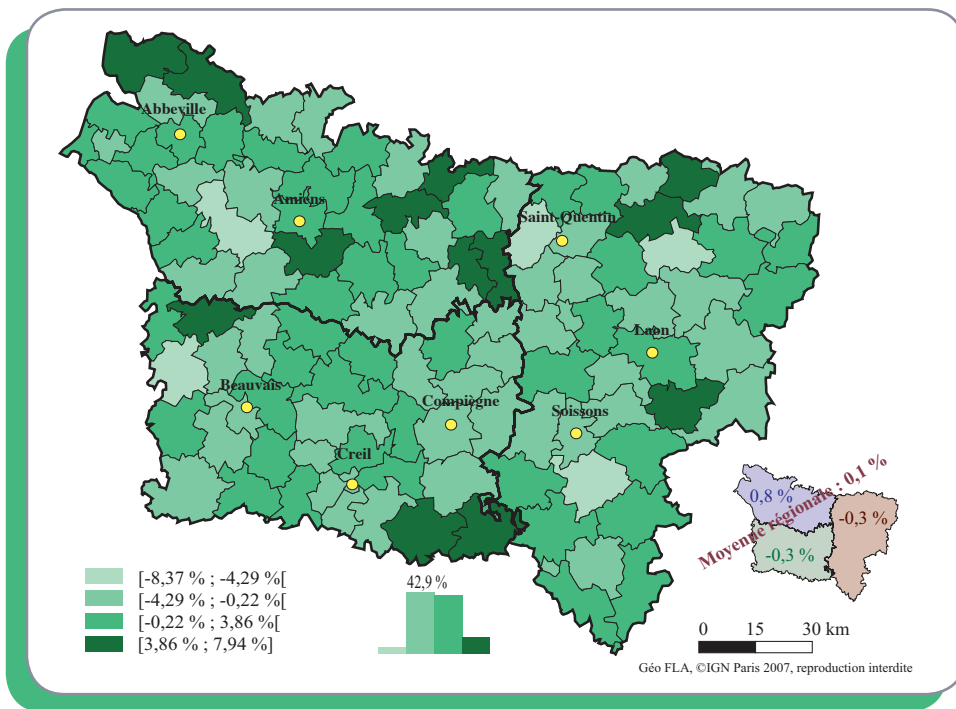 Abbeville
Amiens
Saint-Quentin
Laon
Beauvais
Compiègne
Soissons
Creil
Moyenne régionale : 0,1 %
0,8 %
-0,3 %
-0,3 %
[-8,37 % ; -4,29 %[
[-4,29 % ; -0,22 %[
[-0,22 % ; 3,86 %[
[3,86 % ; 7,94 %]
42,9 %
0 15 30 km
Géo FLA, ©IGN Paris 2007, reproduction interdite